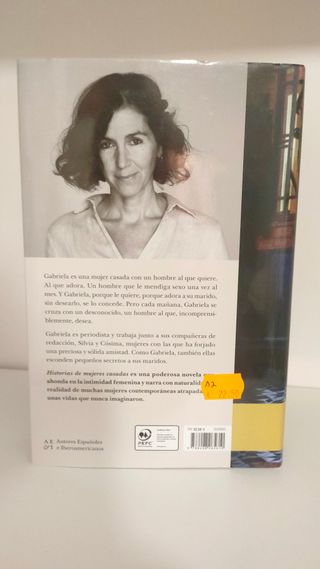 Gabriela es una mujer casada con un hombre al que quiere.
Al que adora. Un hombre que le mendiga sexo una vez al
mes. Y Gabriela, porque le quiere, porque adora a su marido,
sin desearlo, se lo concede. Pero cada mañana, Gabriela se
cruza con un desconocido, un hombre al que, incomprensi-
blemente, desea.
Gabriela es periodista y trabaja junto a sus compañeras de
redacción, Silvia y Cósima, mujeres con las que ha forjado
una preciosa y sólida amistad. Como Gabriela, también ellas
esconden pequeños secretos a sus maridos.
Historias de mujeres casadas es una poderosa novela
ahonda en la intimidad femenina y narra con naturalid
realidad de muchas mujeres contemporáneas atrapada
unas vidas que nunca imaginaron.
A E Autores Españoles
& I e Iberoamericanos
PEFC